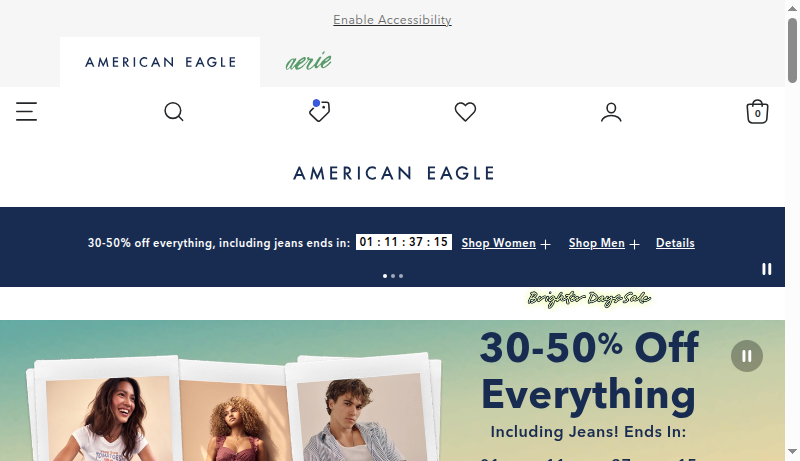 Enable Accessibility
AMERICAN EAGLE
aerie
0
AMERICAN EAGLE
30-50% off everything, including jeans ends in: 01 : 11 : 37 : 15 Shop Women + Shop Men + Details
Brighter Days Sale
30-50% Off
Everything
Including Jeans! Ends In: